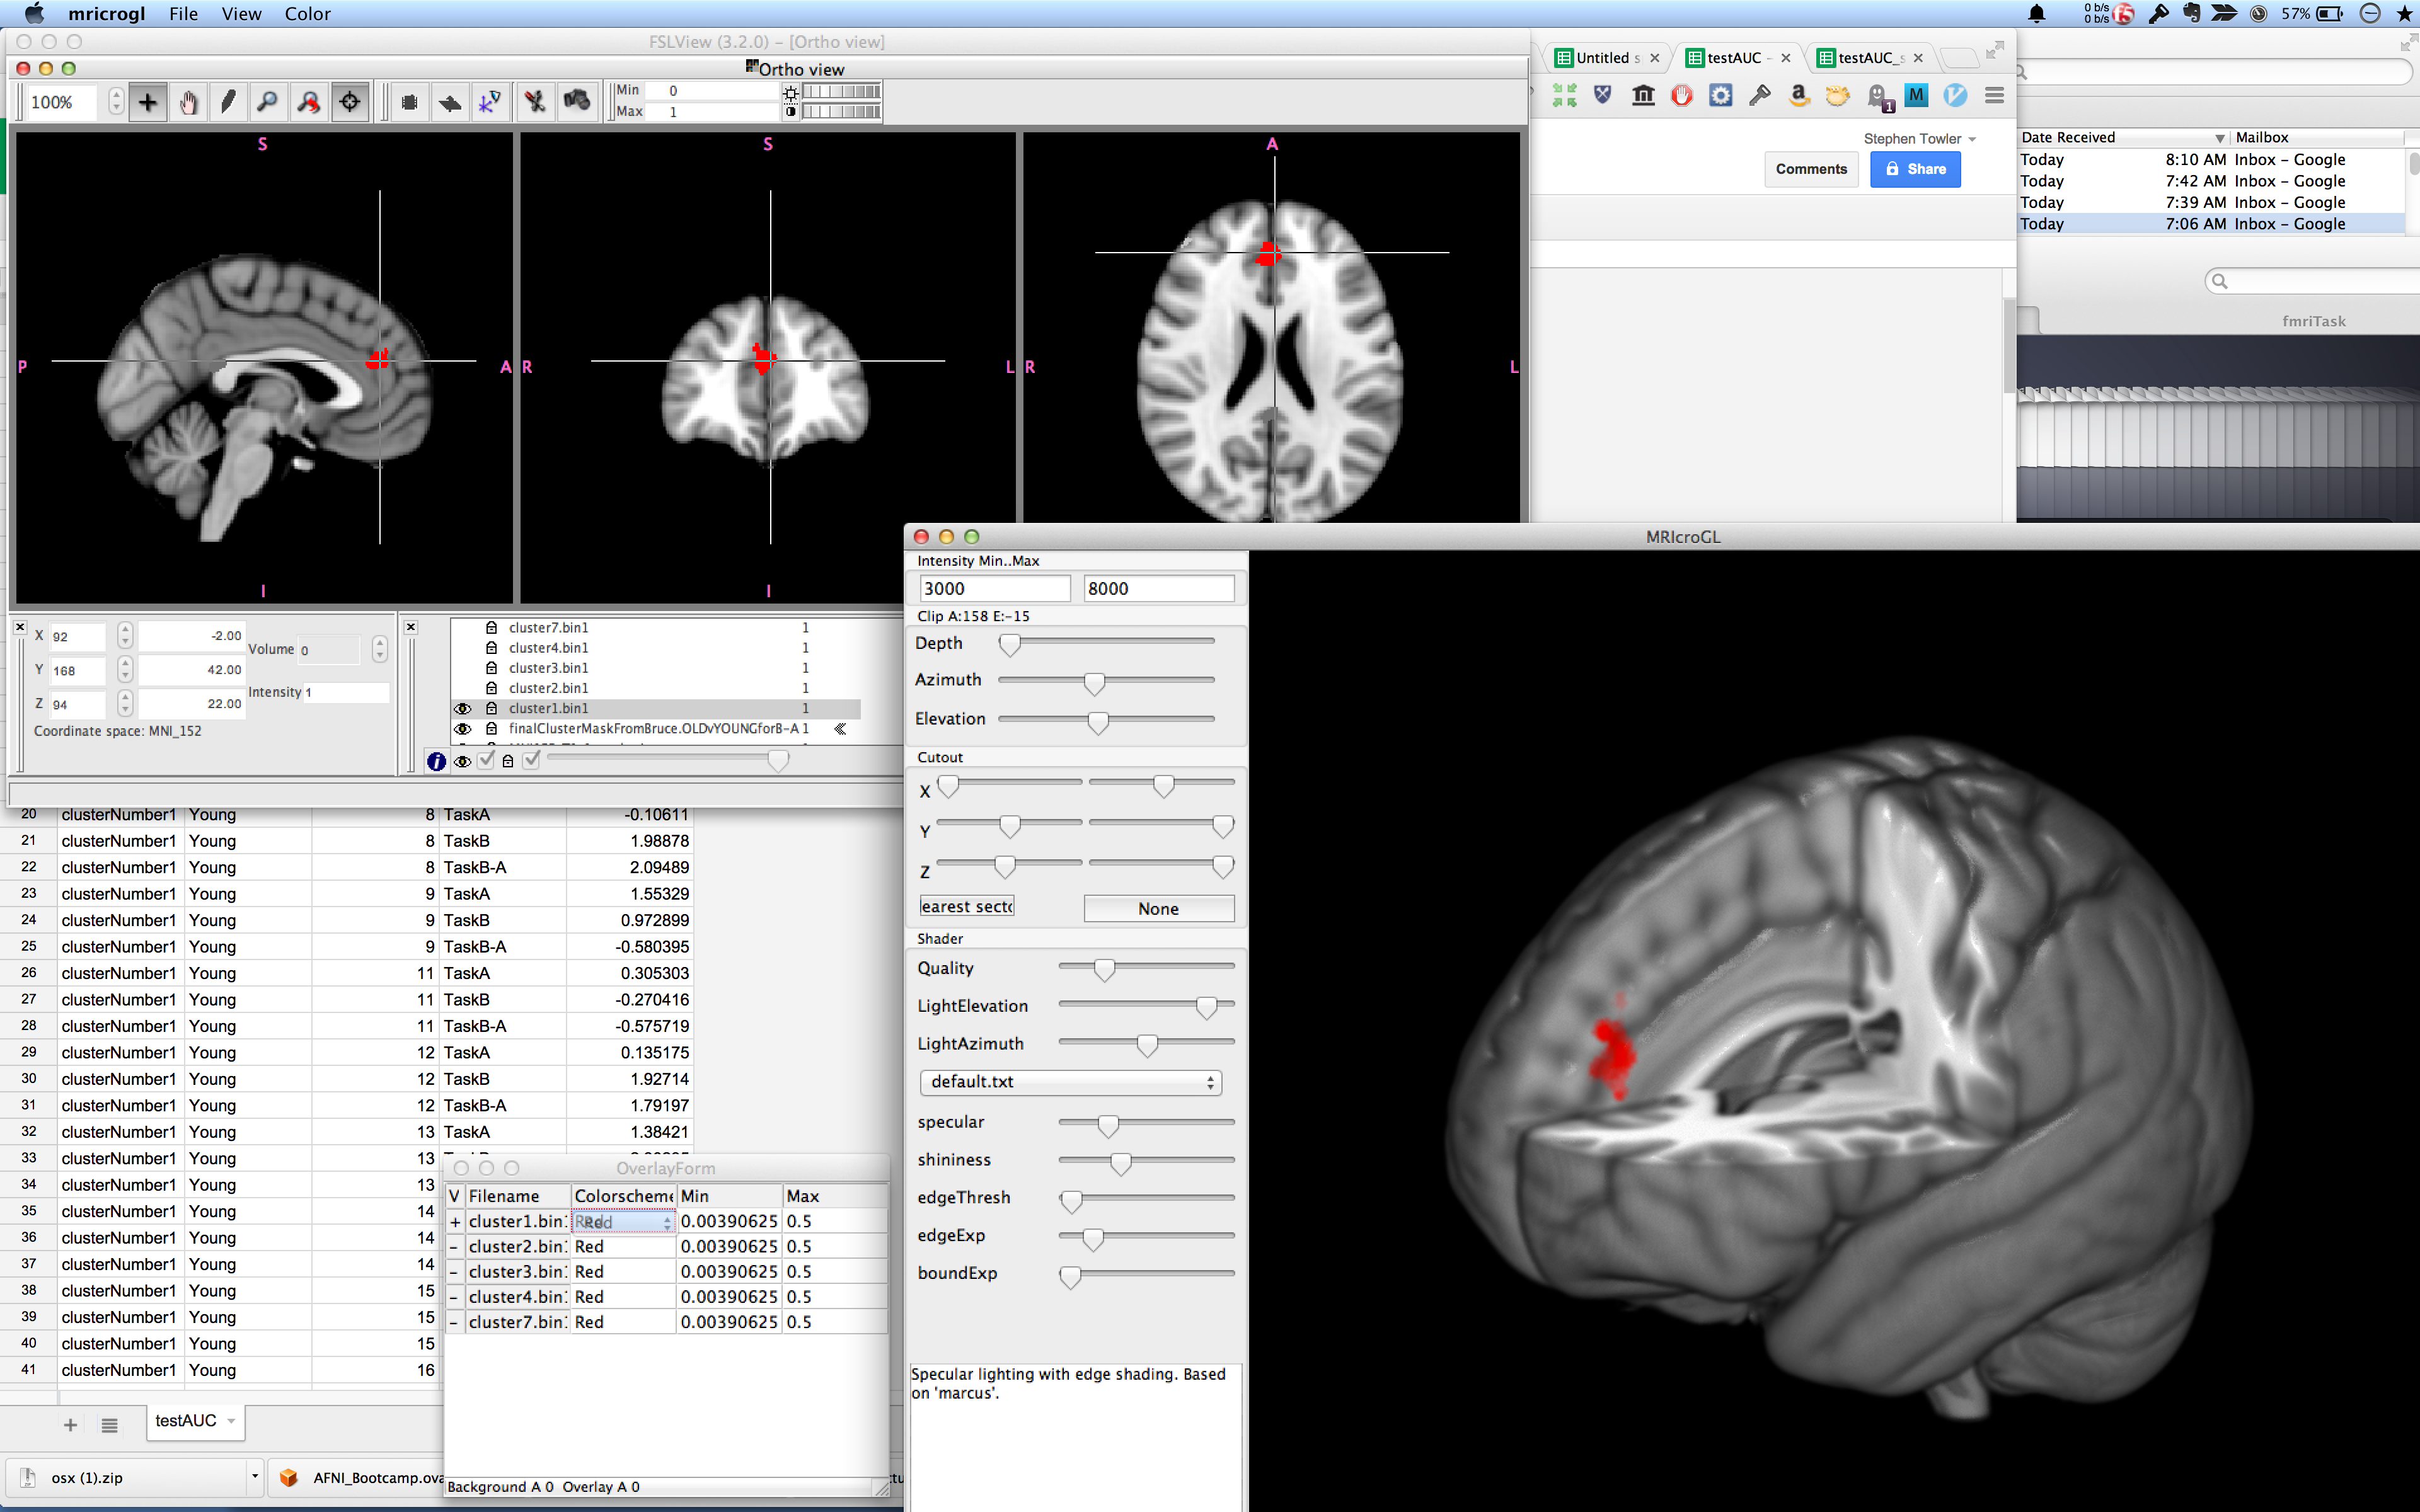 mricrogl File View Color
0 b/s
0 b/s
57%
FSLView (3.2.0) – [Ortho view]
Ortho view
100%
Min 0
Max 1
S
S
A
P
A
R
L
R
L
I
I
X 92 -2.00
Y 168 42.00
Z 94 22.00
Volume 0
Intensity 1
Coordinate space: MNI_152
cluster7.bin1 1
cluster4.bin1 1
cluster3.bin1 1
cluster2.bin1 1
cluster1.bin1 1
finalClusterMaskFromBruce.OLDvYOUNGforB-A 1
Untitled s
testAUC -
testAUC_s
1
M
Stephen Towler
Comments
Share
Date Received Mailbox
Today 8:10 AM Inbox – Google
Today 7:42 AM Inbox – Google
Today 7:39 AM Inbox – Google
Today 7:06 AM Inbox – Google
fmriTask
MRIcroGL
Intensity Min..Max
3000 8000
Clip A:158 E:-15
Depth
Azimuth
Elevation
Cutout
X
Y
Z
earest secto
None
Shader
Quality
LightElevation
LightAzimuth
default.txt
specular
shininess
edgeThresh
edgeExp
boundExp
Specular lighting with edge shading. Based
on 'marcus'.
20 clusterNumber1 Young 8 TaskA -0.10611
21 clusterNumber1 Young 8 TaskB 1.98878
22 clusterNumber1 Young 8 TaskB-A 2.09489
23 clusterNumber1 Young 9 TaskA 1.55329
24 clusterNumber1 Young 9 TaskB 0.972899
25 clusterNumber1 Young 9 TaskB-A -0.580395
26 clusterNumber1 Young 11 TaskA 0.305303
27 clusterNumber1 Young 11 TaskB -0.270416
28 clusterNumber1 Young 11 TaskB-A -0.575719
29 clusterNumber1 Young 12 TaskA 0.135175
30 clusterNumber1 Young 12 TaskB 1.92714
31 clusterNumber1 Young 12 TaskB-A 1.79197
32 clusterNumber1 Young 13 TaskA 1.38421
33 clusterNumber1 Young 13
34 clusterNumber1 Young 13
35 clusterNumber1 Young 14
36 clusterNumber1 Young 14
37 clusterNumber1 Young 14
38 clusterNumber1 Young 15
39 clusterNumber1 Young 15
40 clusterNumber1 Young 15
41 clusterNumber1 Young 16
OverlayForm
V Filename Colorscheme Min Max
+ cluster1.bin Red 0.00390625 0.5
– cluster2.bin Red 0.00390625 0.5
– cluster3.bin Red 0.00390625 0.5
– cluster4.bin Red 0.00390625 0.5
– cluster7.bin Red 0.00390625 0.5
Background A 0 Overlay A 0
testAUC
osx (1).zip
AFNI_Bootcamp.ova